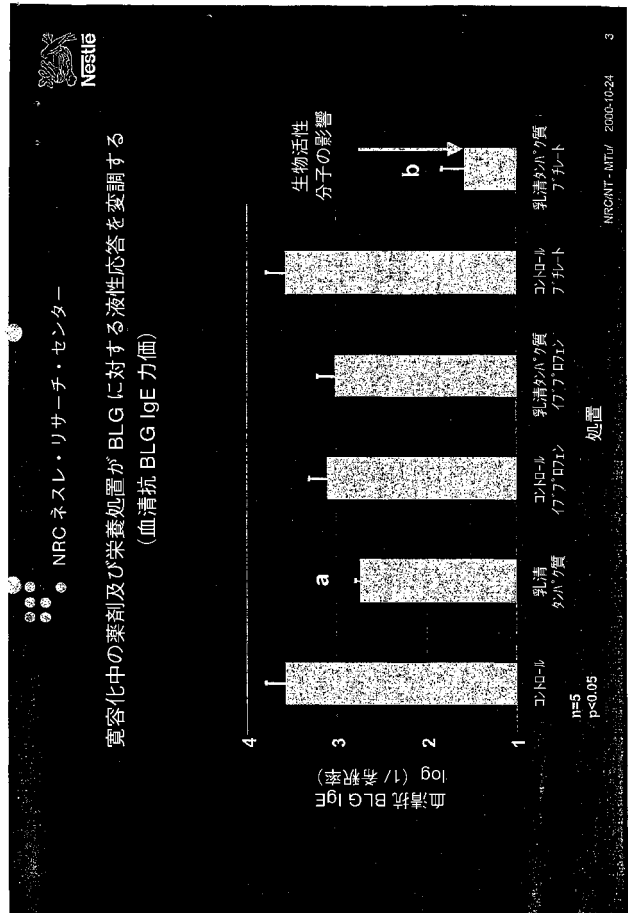 NRC ネスレ・リサーチ・センター
Nestlé
寛容化中の薬剤及び栄養処置が BLG に対する液性応答を変調する
(血清抗 BLG IgE 力価)
血清抗 BLG IgE
log (1/希釈率)
4
3
2
1
a
b
生物活性
分子の影響
コントロール
乳清
タンパク質
コントロール
イブプロフェン
乳清タンパク質
イブプロフェン
コントロール
ブチレート
乳清タンパク質
ブチレート
処置
n=5
p<0.05
NRC/NT - MTu/ 2000-10-24 3